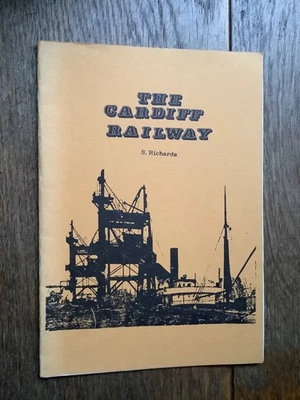 THE
CARDIFF
RAILWAY
S. Richards